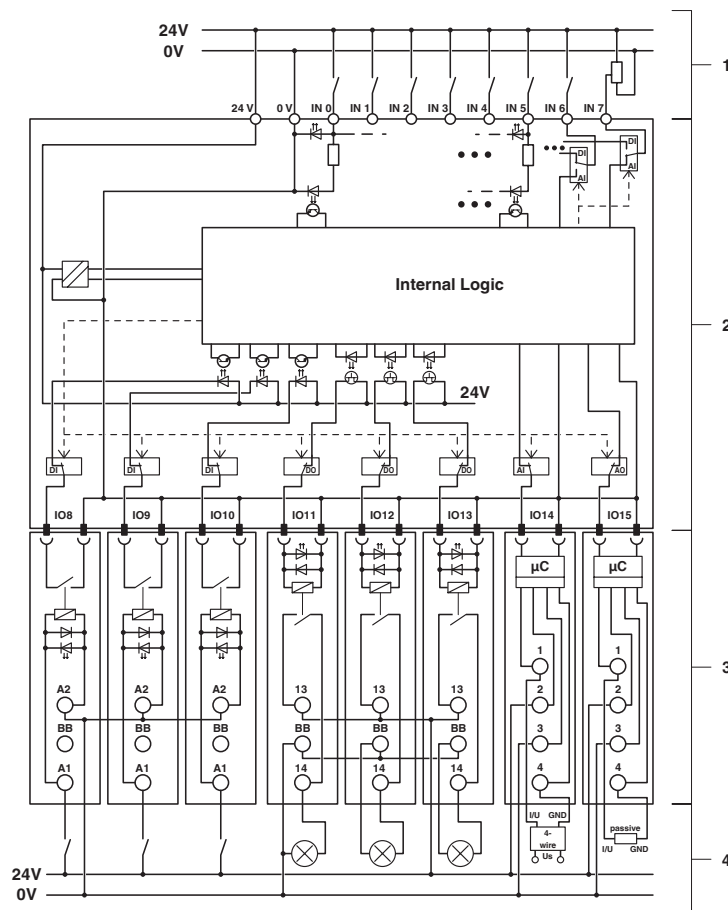 24V
0V
1
24 V 0 V IN 0 IN 1 IN 2 IN 3 IN 4 IN 5 IN 6 IN 7
DI
DI
AI
AI
Internal Logic
2
24V
DI DI DI DO DO DO AI AO
IO8 IO9 IO10 IO11 IO12 IO13 IO14 IO15
µC µC
1 1
3
A2 A2 A2 13 13 13 2 2
BB BB BB BB BB BB 3 3
A1 A1 A1 14 14 14 4 4
I/U GND passive
4-
wire
I/U GND
Us
4
24V
0V